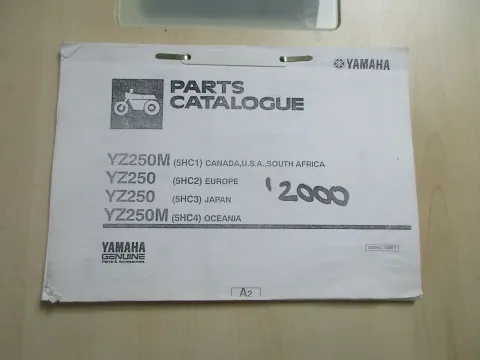 YAMAHA
PARTS
CATALOGUE
YZ250M (5HC1) CANADA,U.S.A.,SOUTH AFRICA
YZ250 (5HC2) EUROPE
YZ250 (5HC3) JAPAN
YZ250M (5HC4) OCEANIA
'2000
YAMAHA
GENUINE
Parts & Accessories
A2